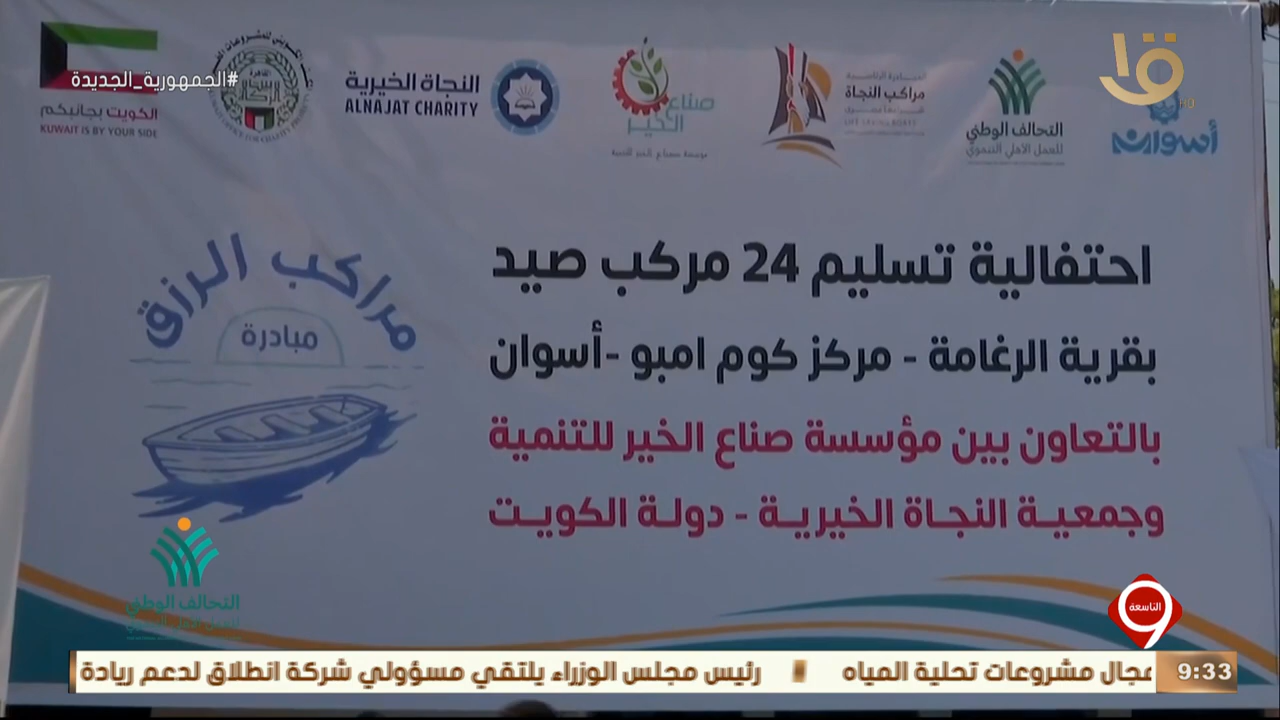 #الجمهورية_الجديدة
الكويت بجانبكم
KUWAIT IS BY YOUR SIDE
النجاة الخيرية
ALNAJAT CHARITY
صناع الخير
مراكب النجاة
التحالف الوطني
للعمل الأهلي التنموي
أسوان
HD
احتفالية تسليم 24 مركب صيد
بقرية الرغامة - مركز كوم امبو -أسوان
بالتعاون بين مؤسسة صناع الخير للتنمية
وجمعية النجاة الخيرية - دولة الكويت
مراكب الرزق
مبادرة
التحالف الوطني
التاسعة
9
مجال مشروعات تحلية المياه
رئيس مجلس الوزراء يلتقي مسؤولي شركة انطلاق لدعم ريادة
9:33